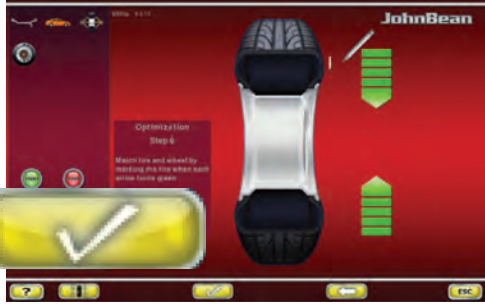 JohnBean
Optimization
Step 6
Match tire and wheel by
marking the tire when each
arrow turns green
?
ESC